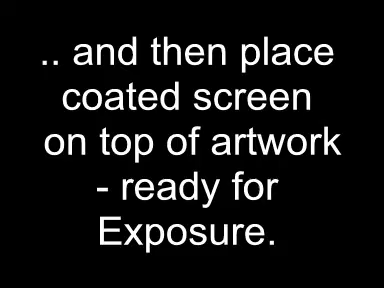 .. and then place
coated screen
on top of artwork
- ready for
Exposure.